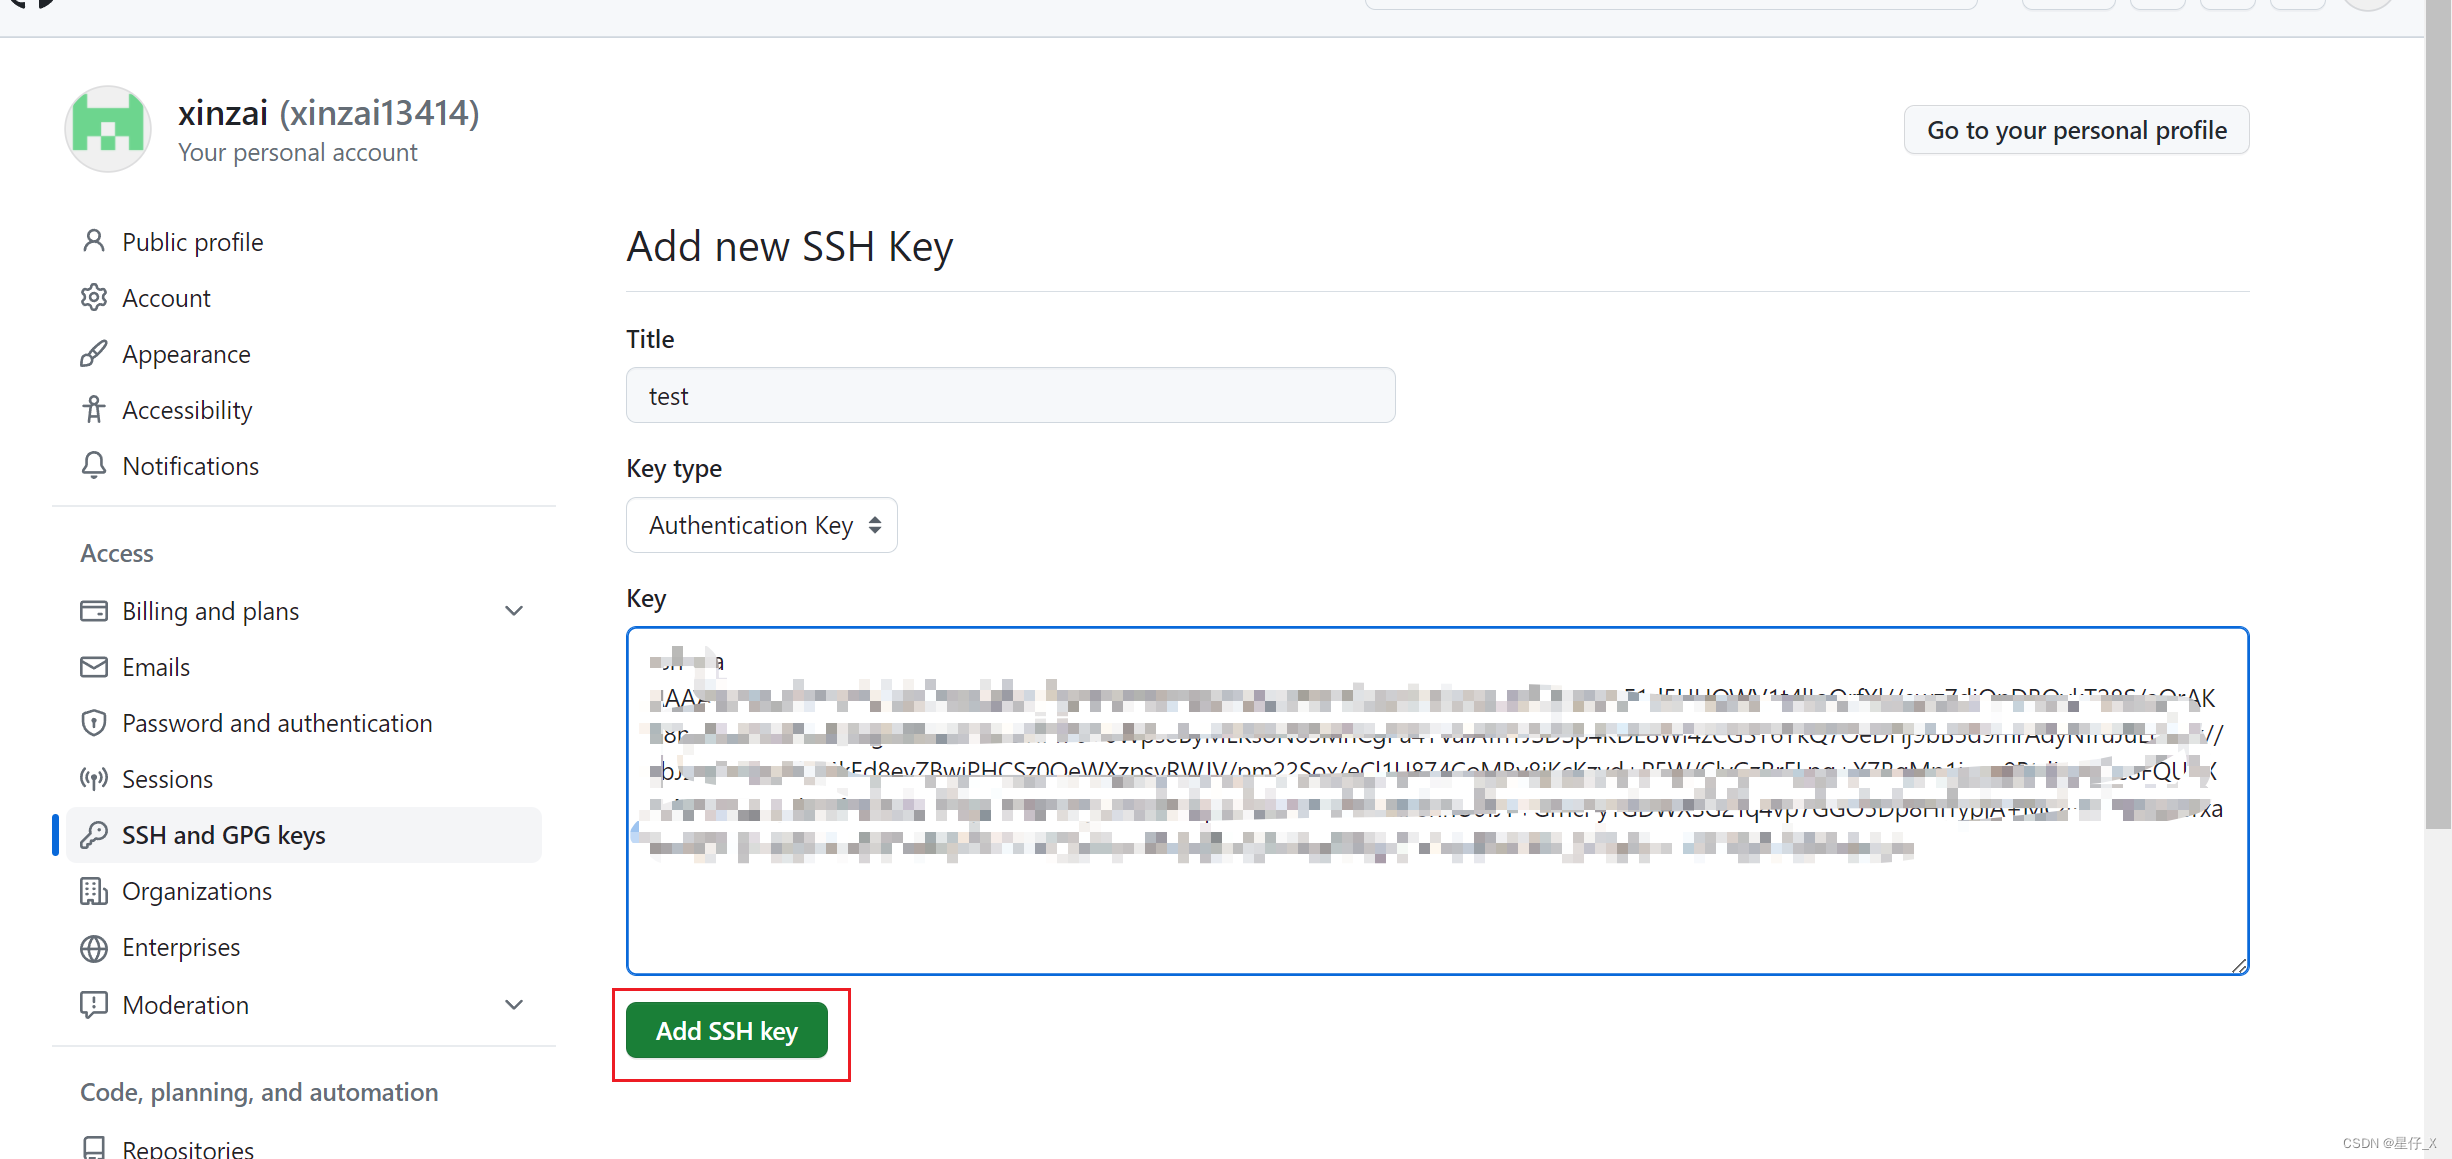 xinzai (xinzai13414)
Your personal account
Go to your personal profile
Public profile
Account
Appearance
Accessibility
Notifications
Access
Billing and plans
Emails
Password and authentication
Sessions
SSH and GPG keys
Organizations
Enterprises
Moderation
Code, planning, and automation
Repositories
Add new SSH Key
Title
test
Key type
Authentication Key
Key
Add SSH key
CSDN @星仔_X